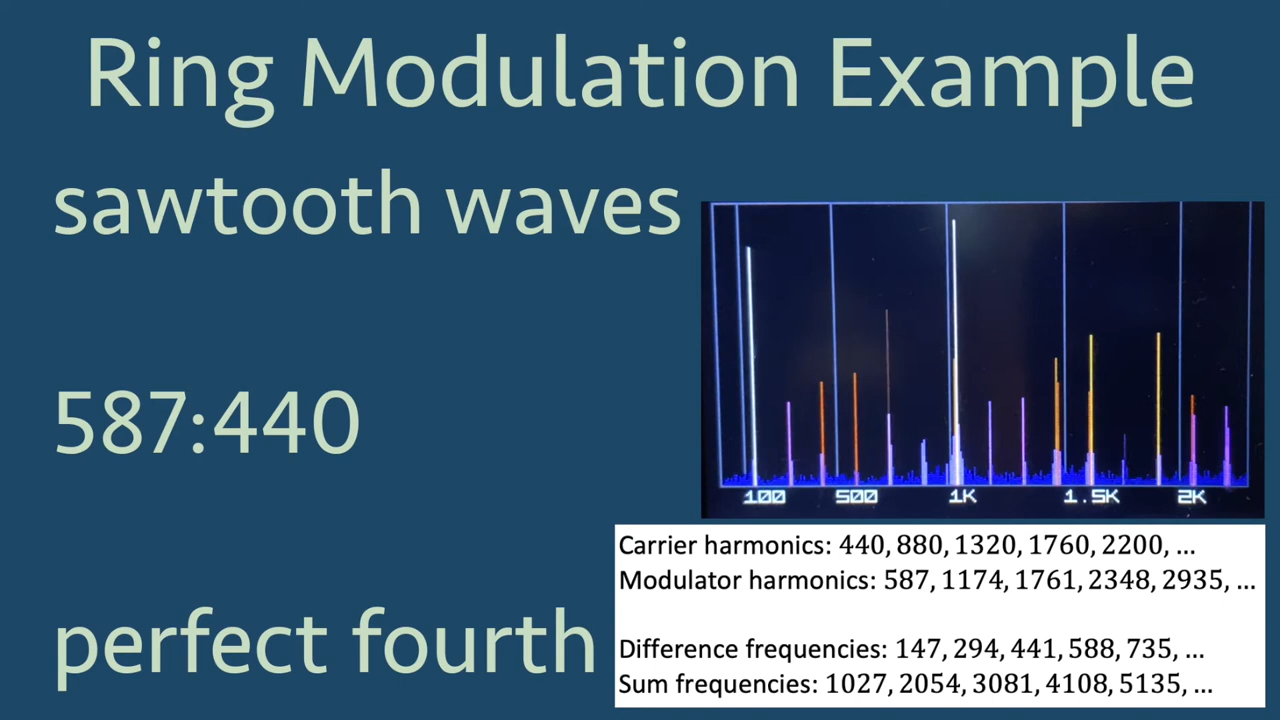 Ring Modulation Example
sawtooth waves
587:440
perfect fourth
100 500 1K 1.5K 2K
Carrier harmonics: 440, 880, 1320, 1760, 2200, ...
Modulator harmonics: 587, 1174, 1761, 2348, 2935, ...
Difference frequencies: 147, 294, 441, 588, 735, ...
Sum frequencies: 1027, 2054, 3081, 4108, 5135, ...